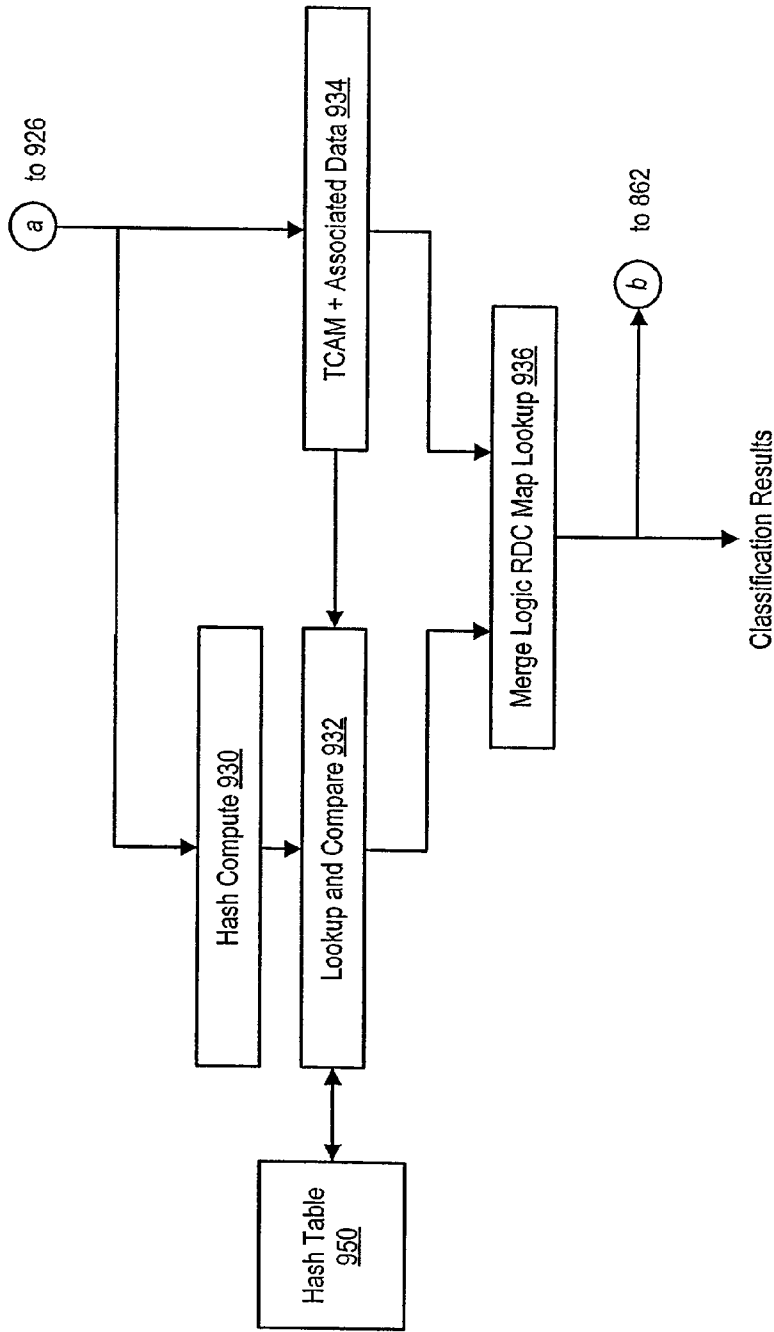 a
to 926
Hash Compute 930
TCAM + Associated Data 934
Hash Table
950
Lookup and Compare 932
Merge Logic RDC Map Lookup 936
b
to 862
Classification Results